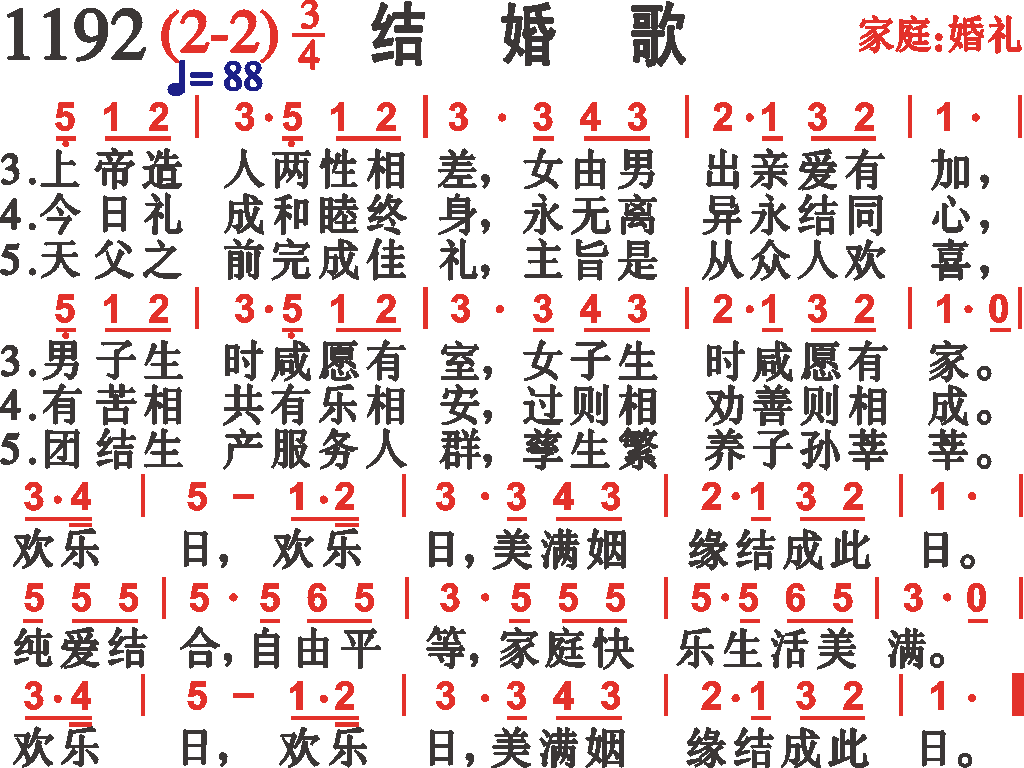 1192 (2-2) 3/4 结婚歌 家庭:婚礼
♩= 88
5 1 2 | 3·5 1 2 | 3 · 3 4 3 | 2·1 3 2 | 1· |
3.上帝造 人两性相 差，女由男 出亲爱有 加，
4.今日礼 成和睦终 身，永无离 异永结同 心，
5.天父之 前完成佳 礼，主旨是 从众人欢 喜，
5 1 2 | 3·5 1 2 | 3 · 3 4 3 | 2·1 3 2 | 1·0 |
3.男子生 时咸愿有 室，女子生 时咸愿有 家。
4.有苦相 共有乐相 安，过则相 劝善则相 成。
5.团结生 产服务人 群，孳生繁 养子孙莘 莘。
3·4 | 5 – 1·2 | 3 · 3 4 3 | 2·1 3 2 | 1· |
欢乐 日，欢乐 日，美满姻 缘结成此 日。
5 5 5 | 5 · 5 6 5 | 3 · 5 5 5 | 5·5 6 5 | 3·0 |
纯爱结 合，自由平 等，家庭快 乐生活美 满。
3·4 | 5 – 1·2 | 3 · 3 4 3 | 2·1 3 2 | 1·
欢乐 日，欢乐 日，美满姻 缘结成此 日。